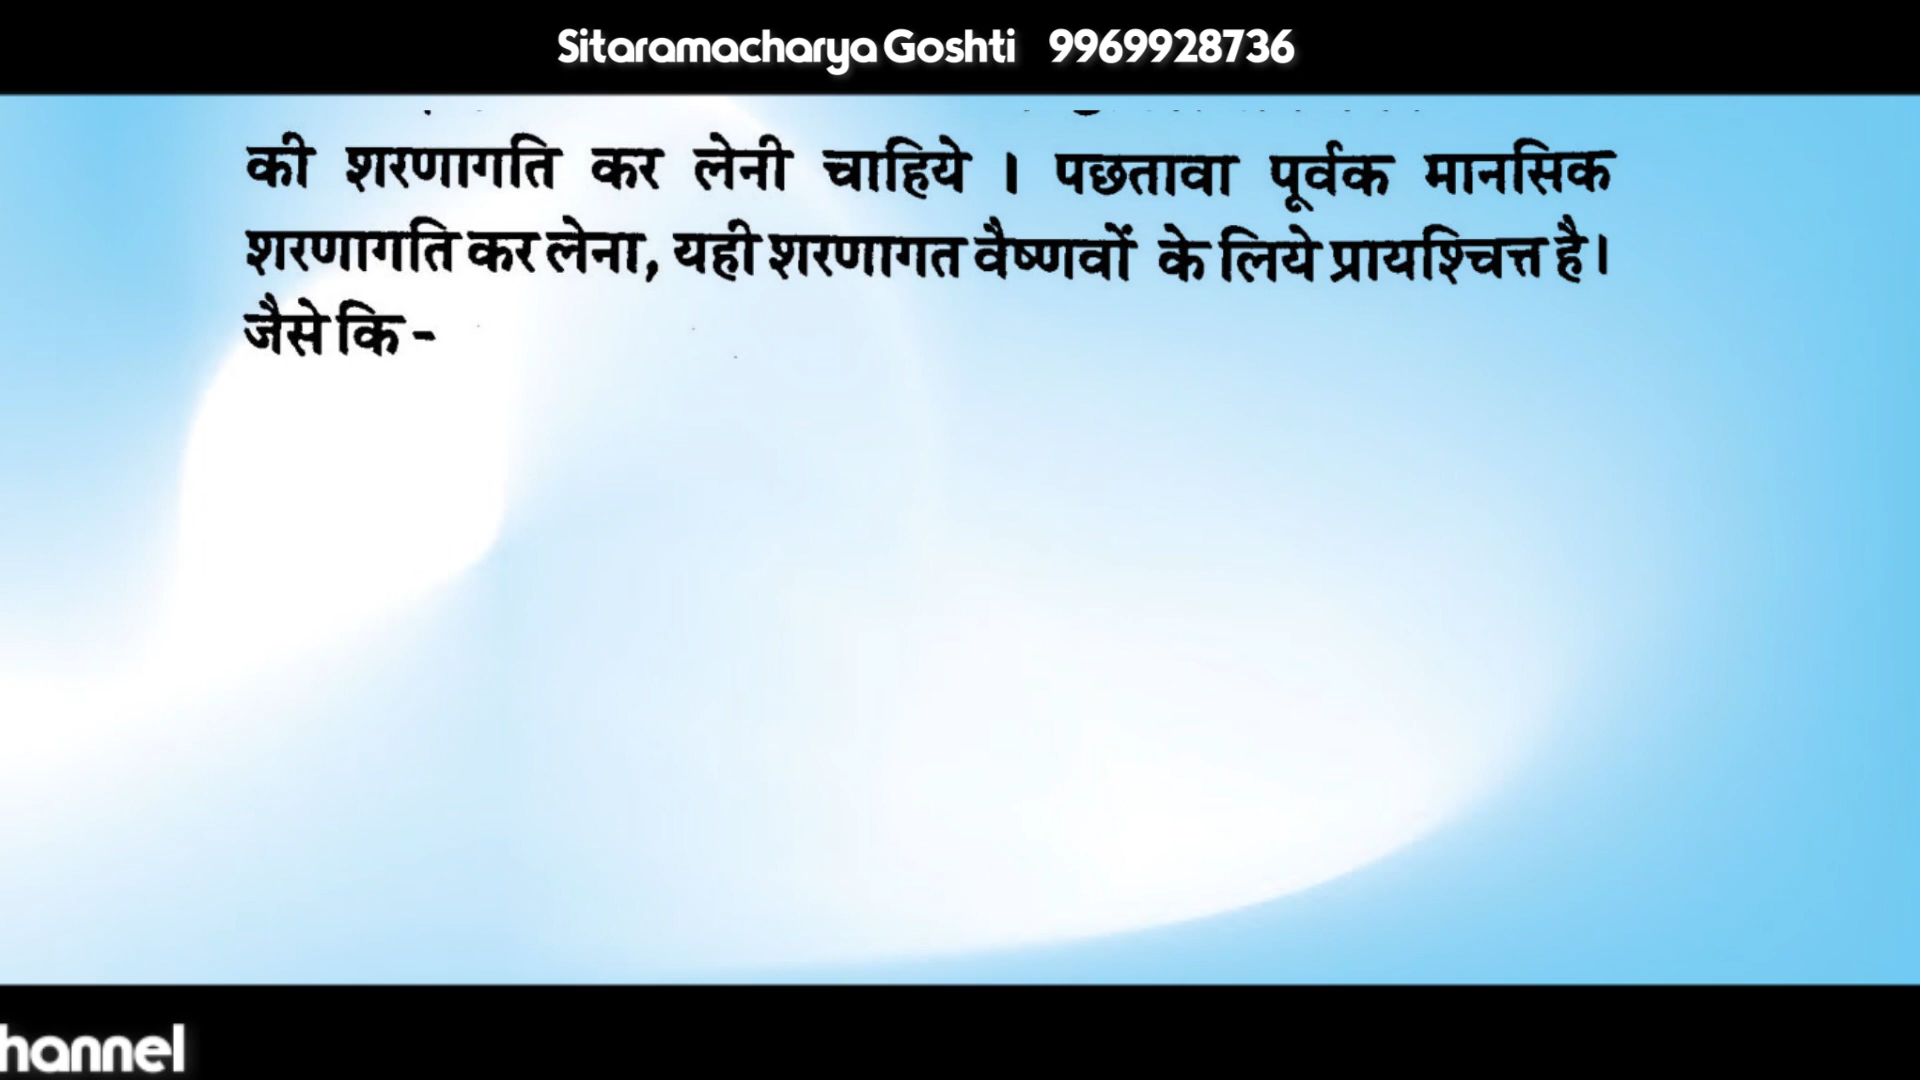 Sitaramacharya Goshti 9969928736
की शरणागति कर लेनी चाहिये । पछतावा पूर्वक मानसिक
शरणागति कर लेना, यही शरणागत वैष्णवों के लिये प्रायश्चित्त है।
जैसे कि -
hannel